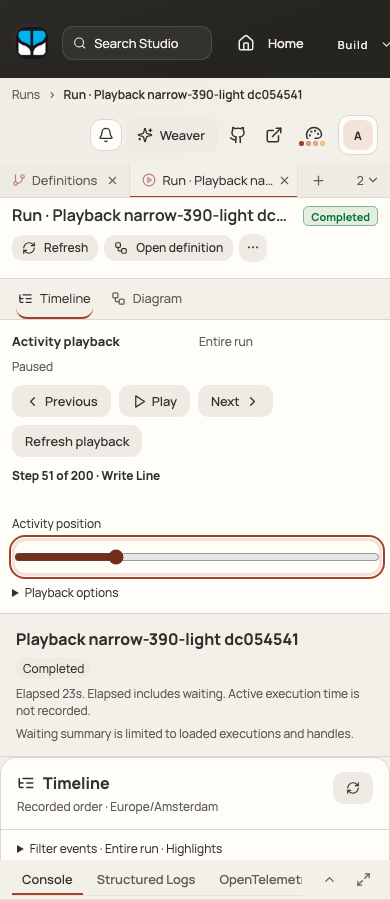 Search Studio
Home
Build
Runs › Run · Playback narrow-390-light dc054541
Weaver
A
Definitions
Run · Playback na...
2
Run · Playback narrow-390-light dc...
Completed
Refresh
Open definition
...
Timeline
Diagram
Activity playback
Entire run
Paused
Previous
Play
Next
Refresh playback
Step 51 of 200 · Write Line
Activity position
Playback options
Playback narrow-390-light dc054541
Completed
Elapsed 23s. Elapsed includes waiting. Active execution time is
not recorded.
Waiting summary is limited to loaded executions and handles.
Timeline
Recorded order · Europe/Amsterdam
Filter events · Entire run · Highlights
Console
Structured Logs
OpenTelemet